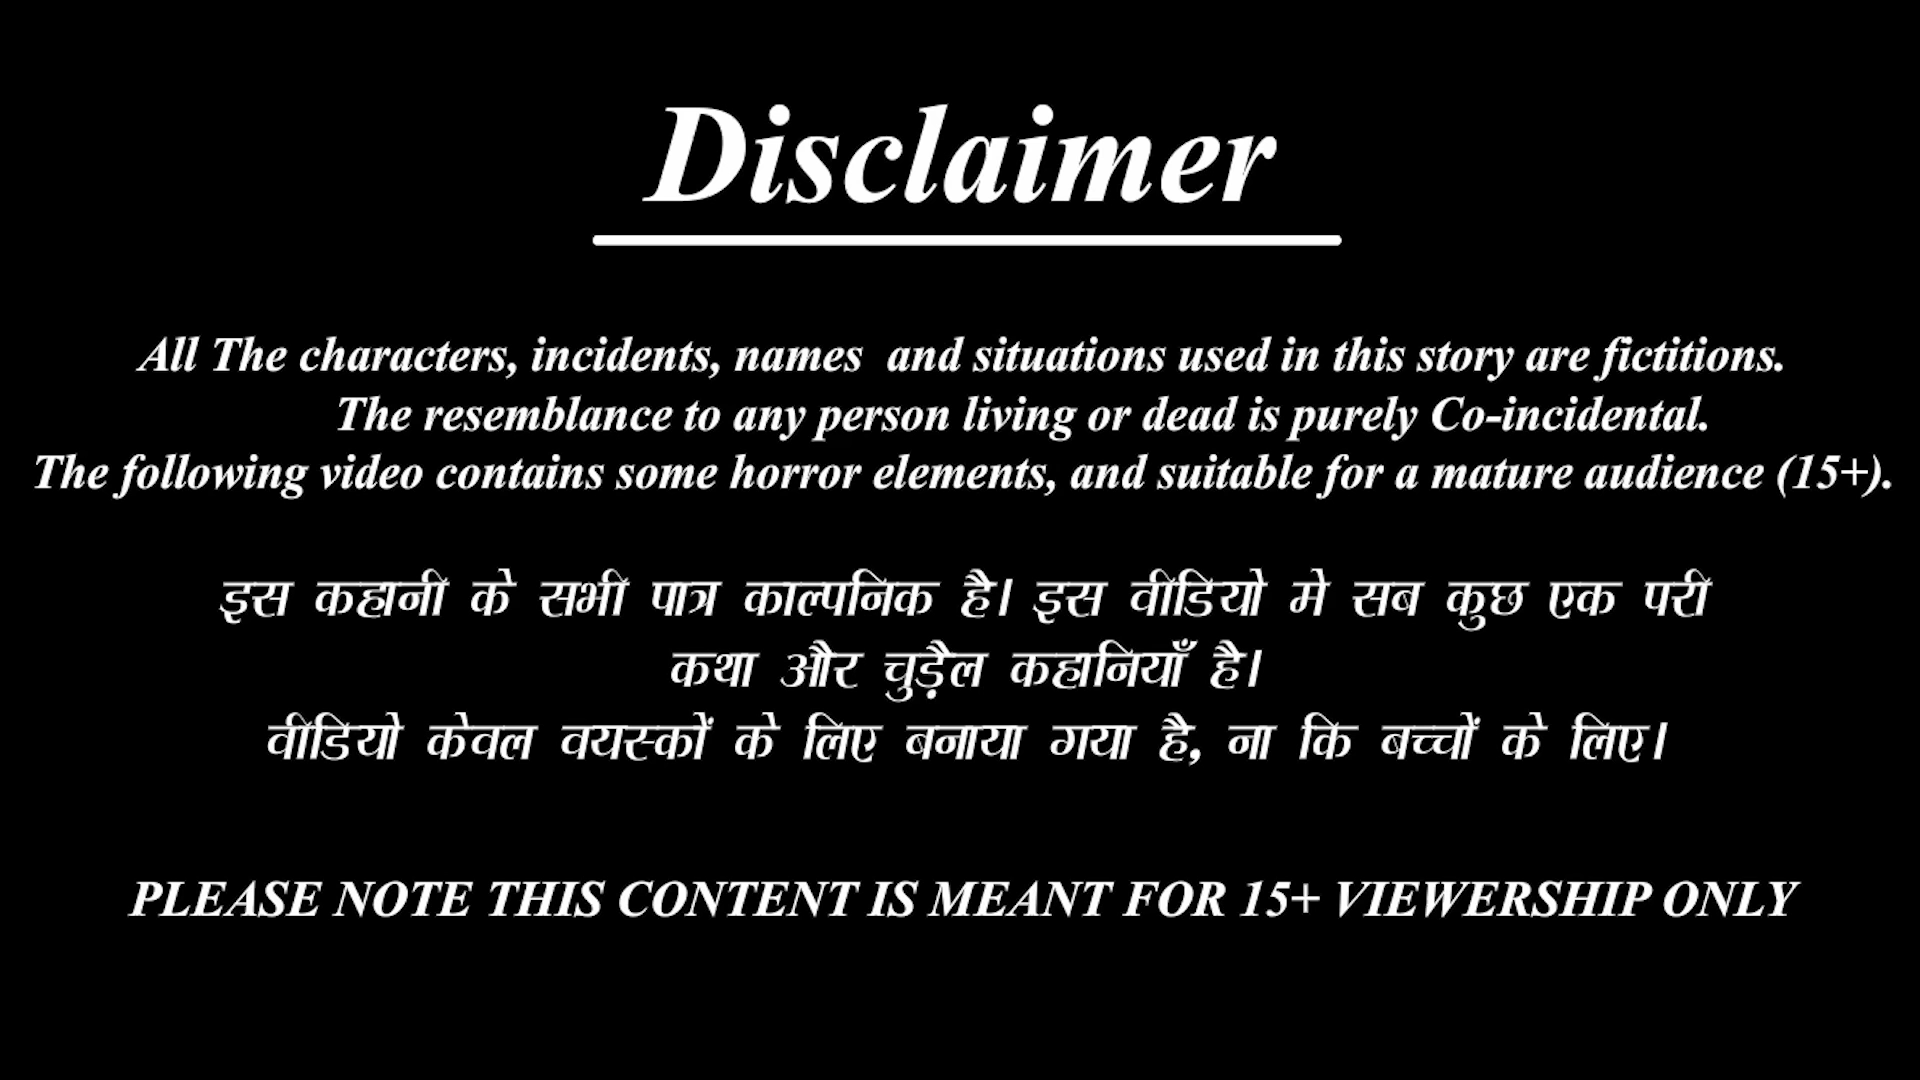 Disclaimer
All The characters, incidents, names and situations used in this story are fictitions.
The resemblance to any person living or dead is purely Co-incidental.
The following video contains some horror elements, and suitable for a mature audience (15+).
इस कहानी के सभी पात्र काल्पनिक है। इस वीडियो मे सब कुछ एक परी
कथा और चुड़ैल कहानियाँ है।
वीडियो केवल वयस्कों के लिए बनाया गया है, ना कि बच्चों के लिए।
PLEASE NOTE THIS CONTENT IS MEANT FOR 15+ VIEWERSHIP ONLY